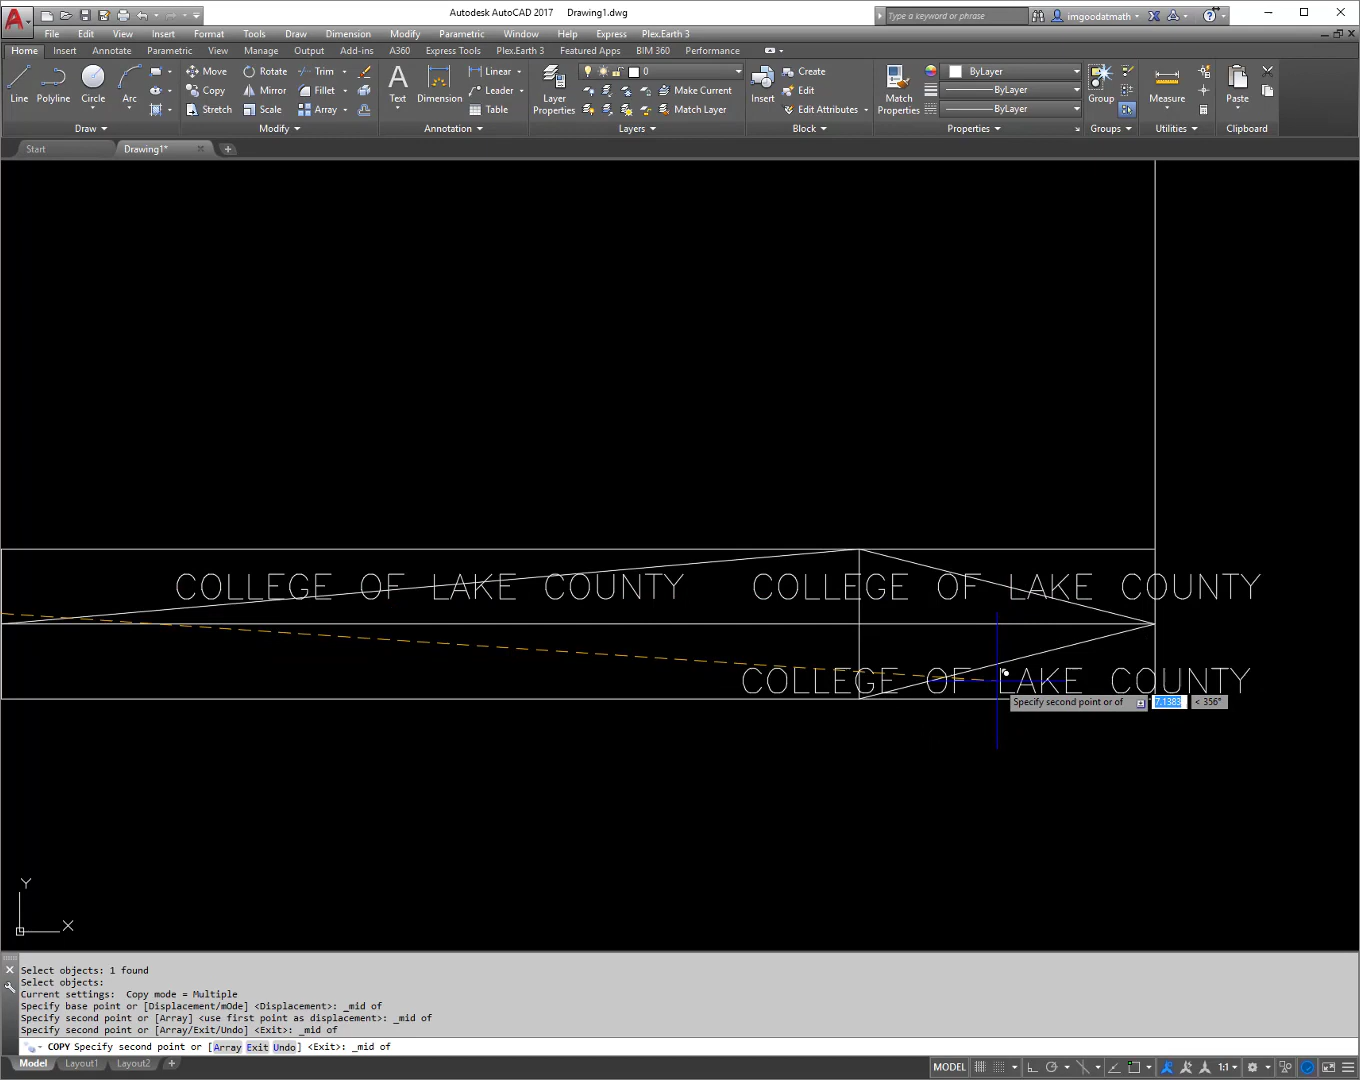 Autodesk AutoCAD 2017 Drawing1.dwg
Type a keyword or phrase
imgoodatmath
File Edit View Insert Format Tools Draw Dimension Modify Parametric Window Help Express Plex.Earth 3
Home Insert Annotate Parametric View Manage Output Add-ins A360 Express Tools Plex.Earth 3 Featured Apps BIM 360 Performance
Line Polyline Circle Arc
Move Rotate Trim
Copy Mirror Fillet
Stretch Scale Array
Text Dimension
Linear
Leader
Table
Layer
Properties
0
Make Current
Match Layer
Insert
Create
Edit
Edit Attributes
Match
Properties
ByLayer
ByLayer
ByLayer
Group
Measure
Paste
Draw Modify Annotation Layers Block Properties Groups Utilities Clipboard
Start Drawing1*
COLLEGE OF LAKE COUNTY COLLEGE OF LAKE COUNTY
COLLEGE OF LAKE COUNTY
Specify second point or of 7.1383 < 356°
Y
X
Select objects: 1 found
Select objects:
Current settings: Copy mode = Multiple
Specify base point or [Displacement/mOde] <Displacement>: _mid of
Specify second point or [Array] <use first point as displacement>: _mid of
Specify second point or [Array/Exit/Undo] <Exit>: _mid of
COPY Specify second point or [Array Exit Undo] <Exit>: _mid of
Model Layout1 Layout2 +
MODEL 1:1